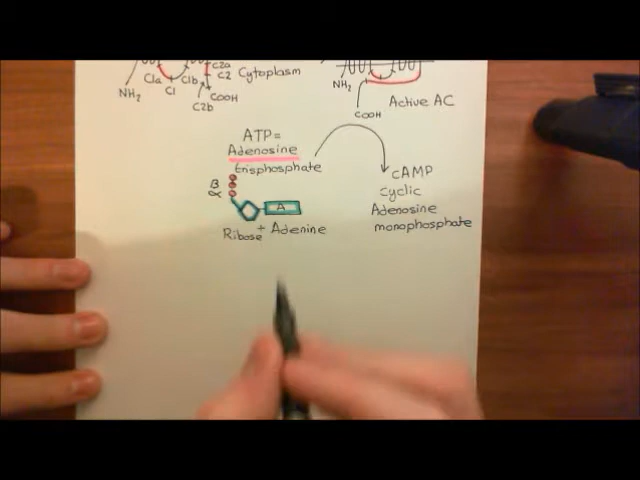 C1a
C1
C1b
C2a
C2
C2b
NH2
COOH
Cytoplasm
NH2
COOH
Active AC
ATP =
Adenosine
trisphosphate
β
α
A
Ribose + Adenine
cAMP
Cyclic
Adenosine
monophosphate